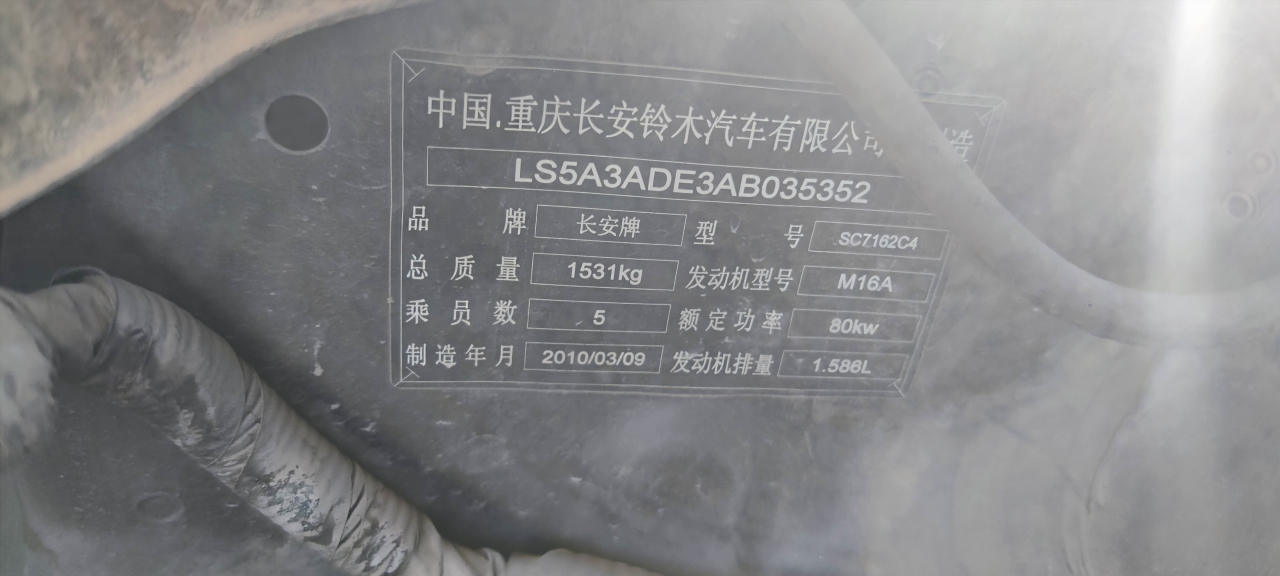 中国.重庆长安铃木汽车有限公司 造
LS5A3ADE3AB035352
品牌 长安牌 型号 SC7162C4
总质量 1531kg 发动机型号 M16A
乘员数 5 额定功率 80kw
制造年月 2010/03/09 发动机排量 1.586L